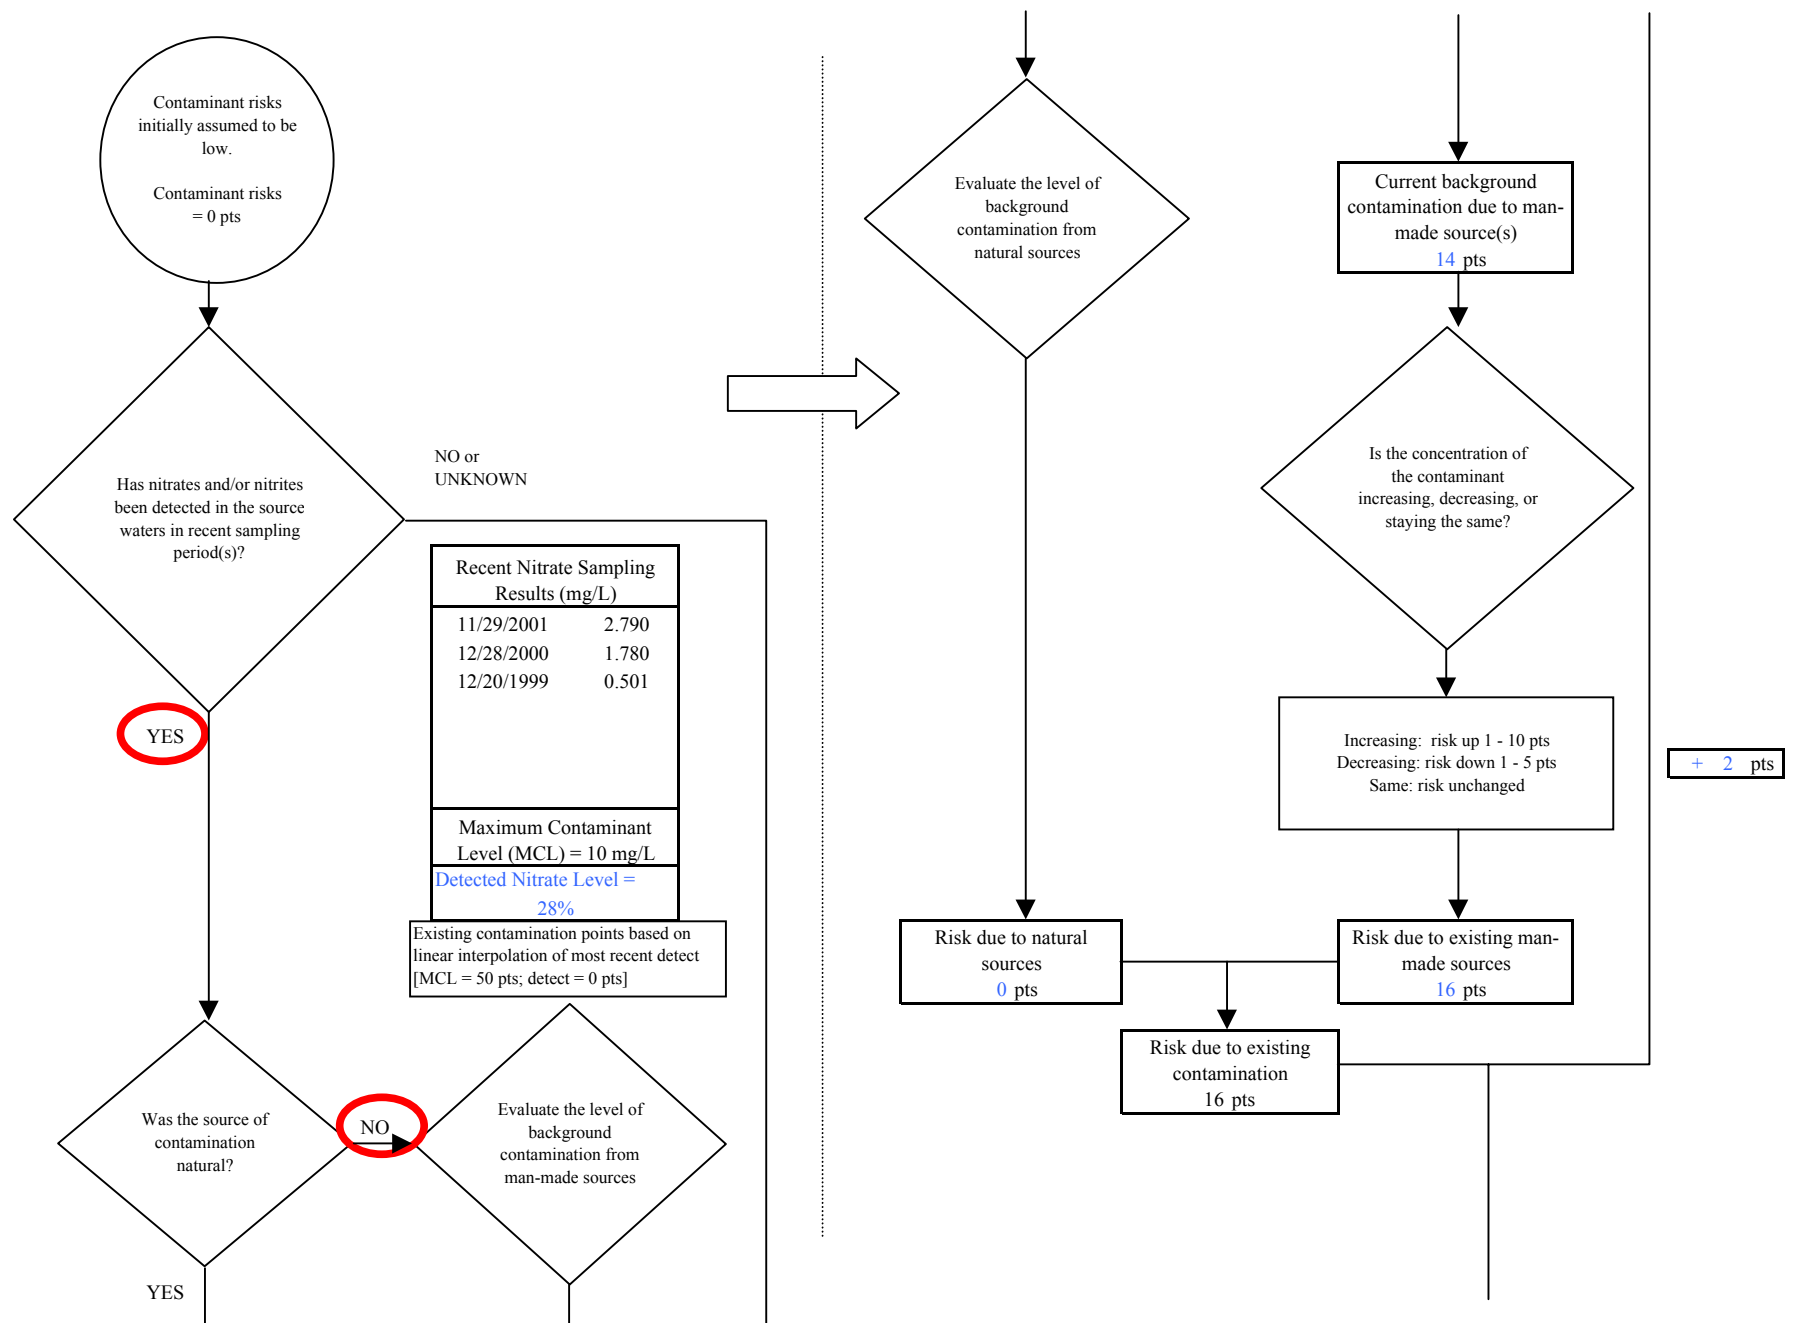 Contaminant risks
initially assumed to be
low.
Contaminant risks
= 0 pts
Has nitrates and/or nitrites
been detected in the source
waters in recent sampling
period(s)?
NO or
UNKNOWN
YES
Recent Nitrate Sampling
Results (mg/L)
11/29/2001 2.790
12/28/2000 1.780
12/20/1999 0.501
Maximum Contaminant
Level (MCL) = 10 mg/L
Detected Nitrate Level =
28%
Existing contamination points based on
linear interpolation of most recent detect
[MCL = 50 pts; detect = 0 pts]
Was the source of
contamination
natural?
NO
YES
Evaluate the level of
background
contamination from
man-made sources
Evaluate the level of
background
contamination from
natural sources
Current background
contamination due to man-
made source(s)
14 pts
Is the concentration of
the contaminant
increasing, decreasing, or
staying the same?
Increasing: risk up 1 - 10 pts
Decreasing: risk down 1 - 5 pts
Same: risk unchanged
+ 2 pts
Risk due to natural
sources
0 pts
Risk due to existing man-
made sources
16 pts
Risk due to existing
contamination
16 pts